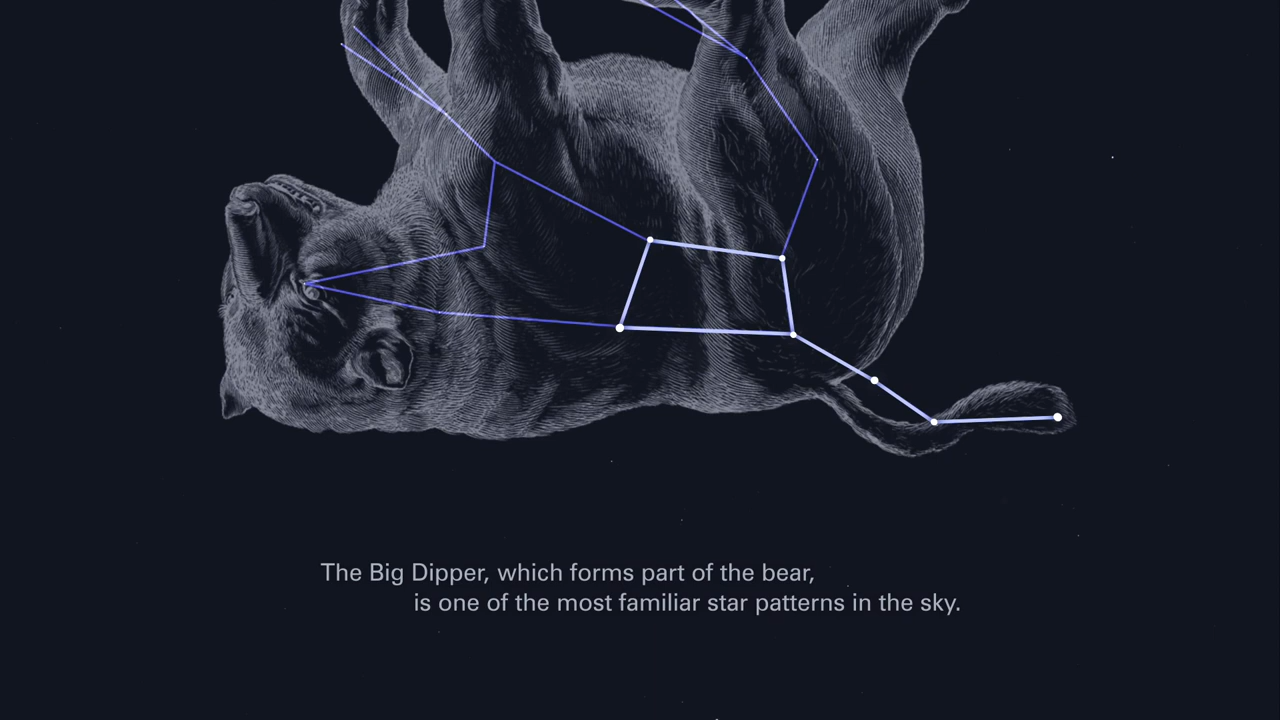 The Big Dipper, which forms part of the bear,
is one of the most familiar star patterns in the sky.